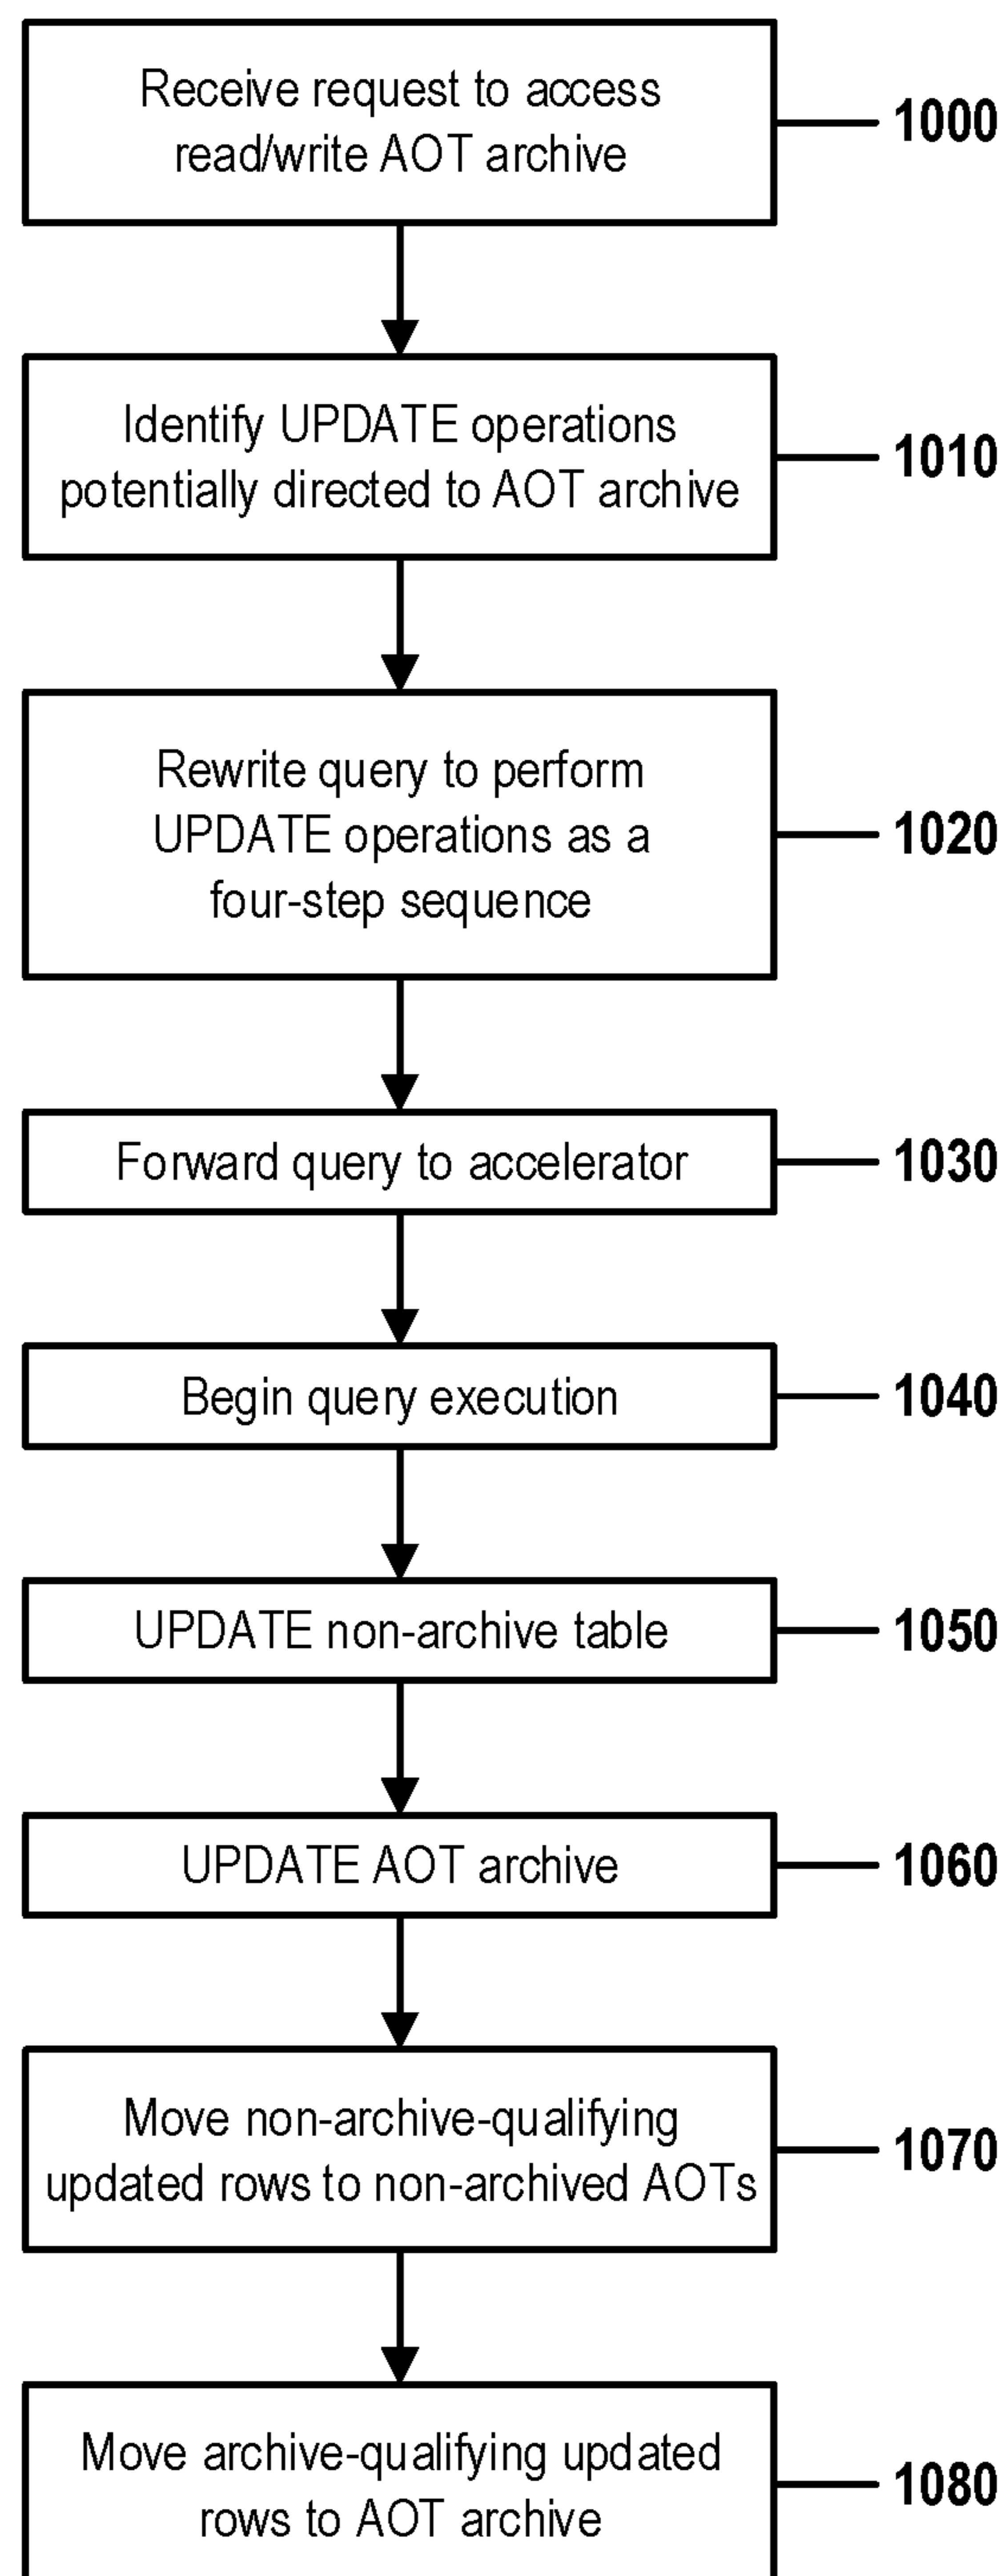 Receive request to access
read/write AOT archive
1000
Identify UPDATE operations
potentially directed to AOT archive
1010
Rewrite query to perform
UPDATE operations as a
four-step sequence
1020
Forward query to accelerator
1030
Begin query execution
1040
UPDATE non-archive table
1050
UPDATE AOT archive
1060
Move non-archive-qualifying
updated rows to non-archived AOTs
1070
Move archive-qualifying updated
rows to AOT archive
1080